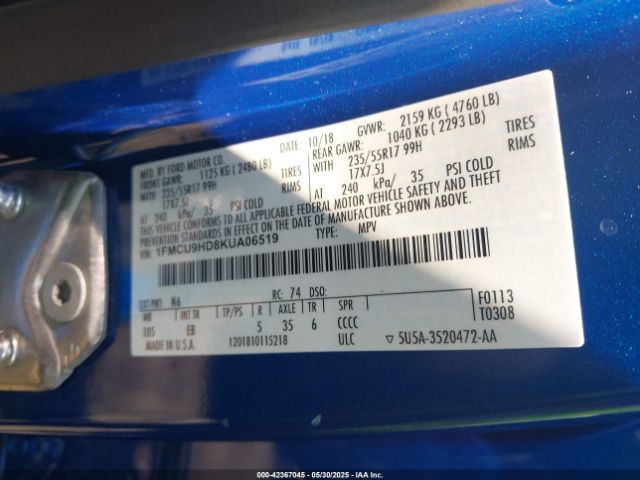 MFD. BY FORD MOTOR CO.
DATE: 10/18
GVWR: 2159 KG ( 4760 LB)
FRONT GAWR: 1125 KG ( 2480 LB)
REAR GAWR: 1040 KG ( 2293 LB)
WITH 235/55R17 99H TIRES
WITH 235/55R17 99H TIRES
17X7.5J RIMS
17X7.5J RIMS
AT 240 kPa/ 35 PSI COLD
AT 240 kPa/ 35 PSI COLD
THIS VEHICLE CONFORMS TO ALL APPLICABLE FEDERAL MOTOR VEHICLE SAFETY AND THEFT
PREVENTION STANDARDS IN EFFECT ON THE DATE OF MANUFACTURE SHOWN ABOVE.
VIN: 1FMCU9HD8KUA06519
TYPE: MPV
EXT PNT: N6 RC: 74 DSO: F0113
WB INT TR TP/PS R AXLE TR SPR T0308
105 EB 5 35 6 CCCC
MADE IN U.S.A. 1201810115218 ULC 5U5A-3520472-AA
000-42367045 — 05/30/2025 — IAA Inc.